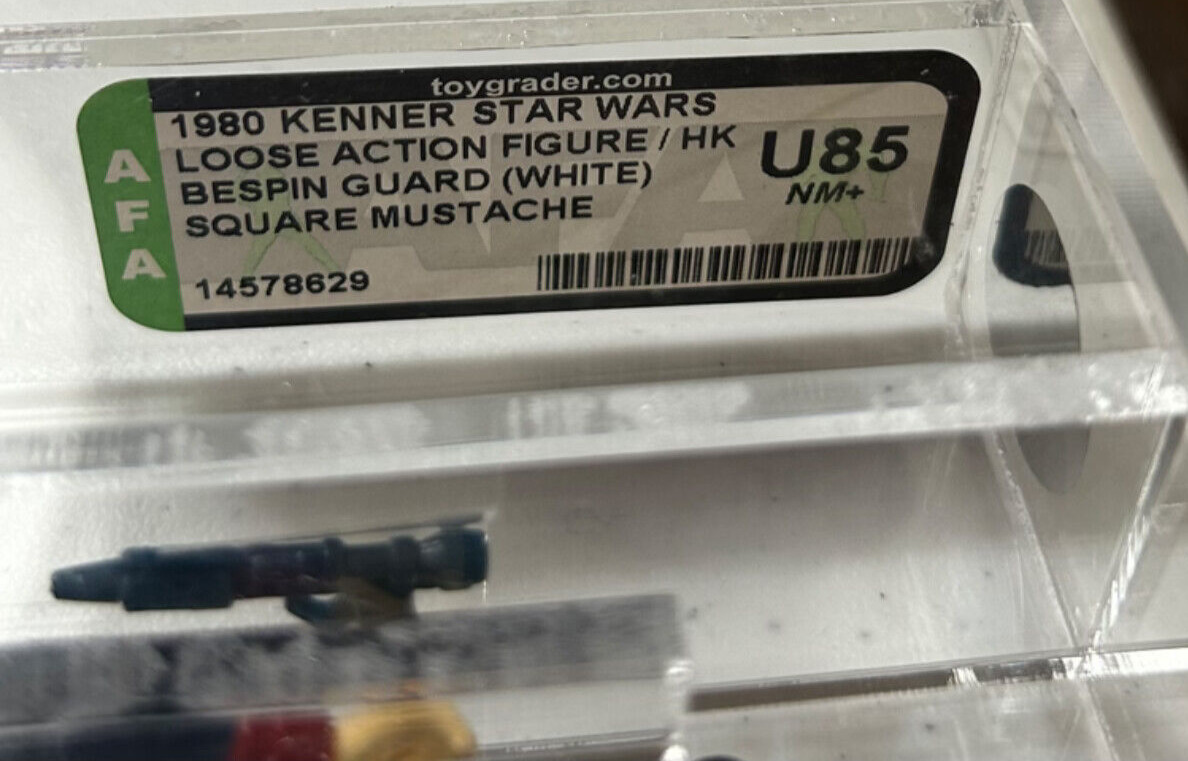 toygrader.com
1980 KENNER STAR WARS
LOOSE ACTION FIGURE / HK
BESPIN GUARD (WHITE)
SQUARE MUSTACHE
U85
NM+
14578629
AFA